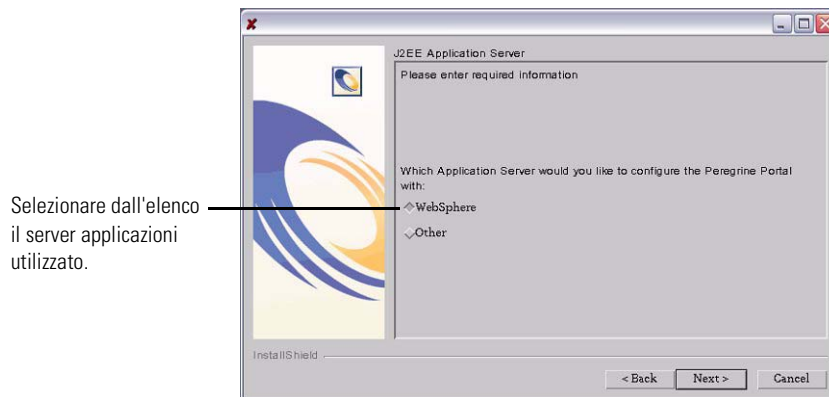 J2EE Application Server
Please enter required information
Which Application Server would you like to configure the Peregrine Portal
with:
Selezionare dall'elenco
il server applicazioni
utilizzato.
WebSphere
Other
InstallShield
< Back
Next >
Cancel